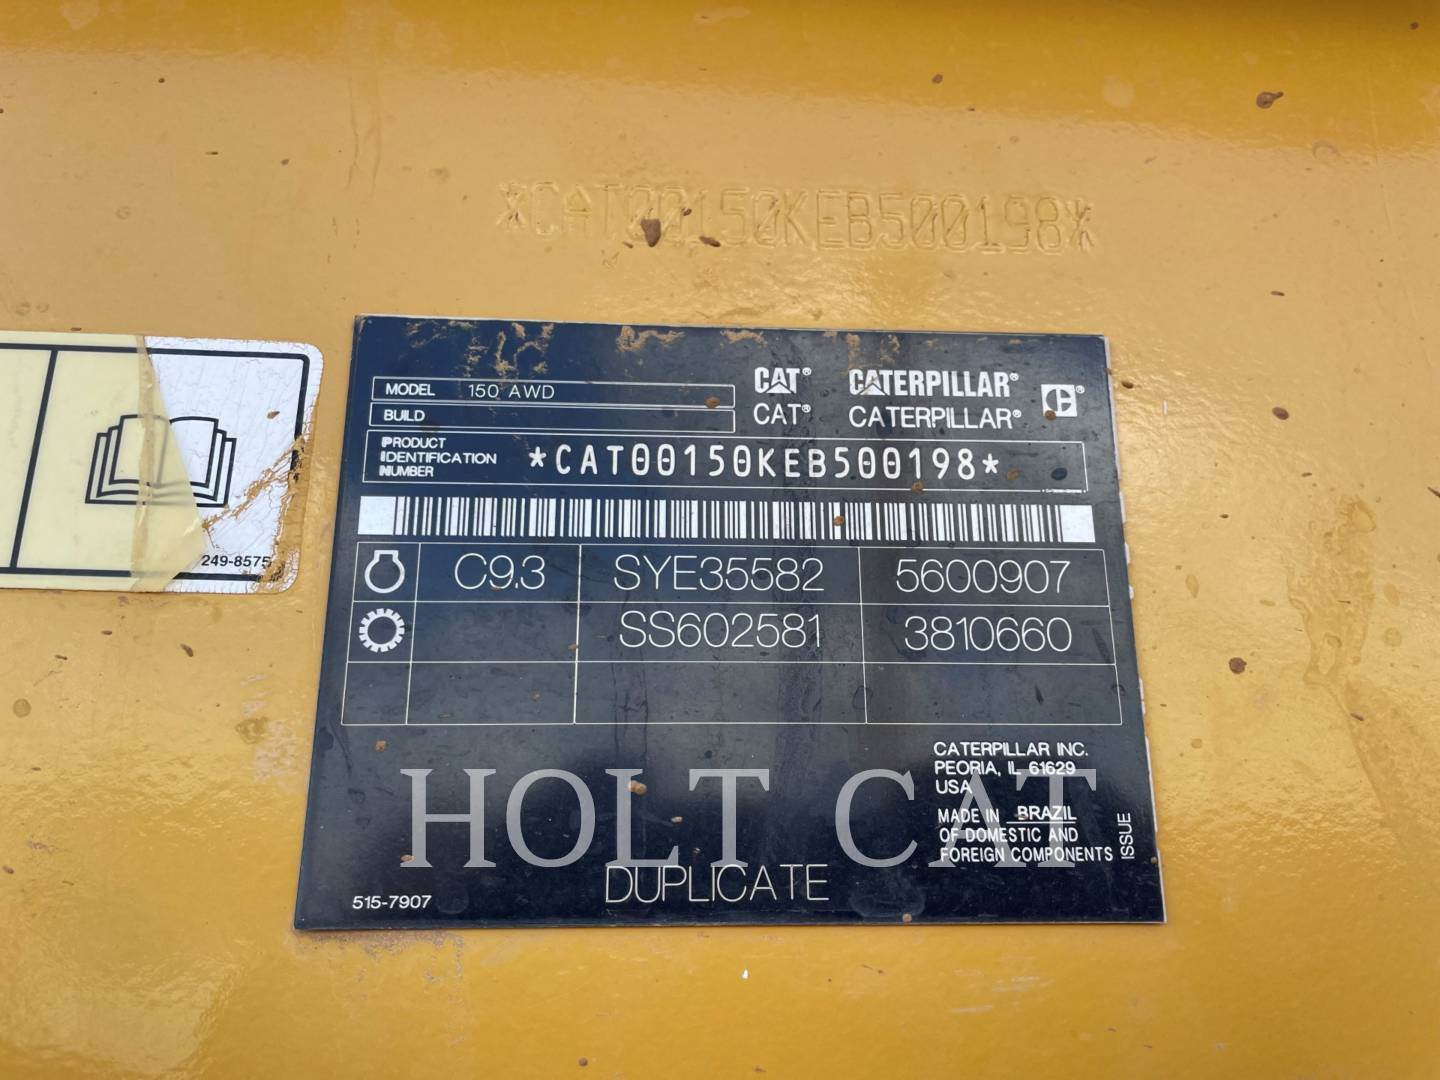 *CAT00150KEB500198*
MODEL 150 AWD
BUILD
CAT® CATERPILLAR®
CAT® CATERPILLAR®
PRODUCT
IDENTIFICATION
NUMBER
*CAT00150KEB500198*
C9.3 SYE35582 5600907
SS602581 3810660
249-8575
CATERPILLAR INC.
PEORIA, IL 61629
USA
MADE IN BRAZIL
OF DOMESTIC AND
FOREIGN COMPONENTS
ISSUE
HOLT CAT
DUPLICATE
515-7907